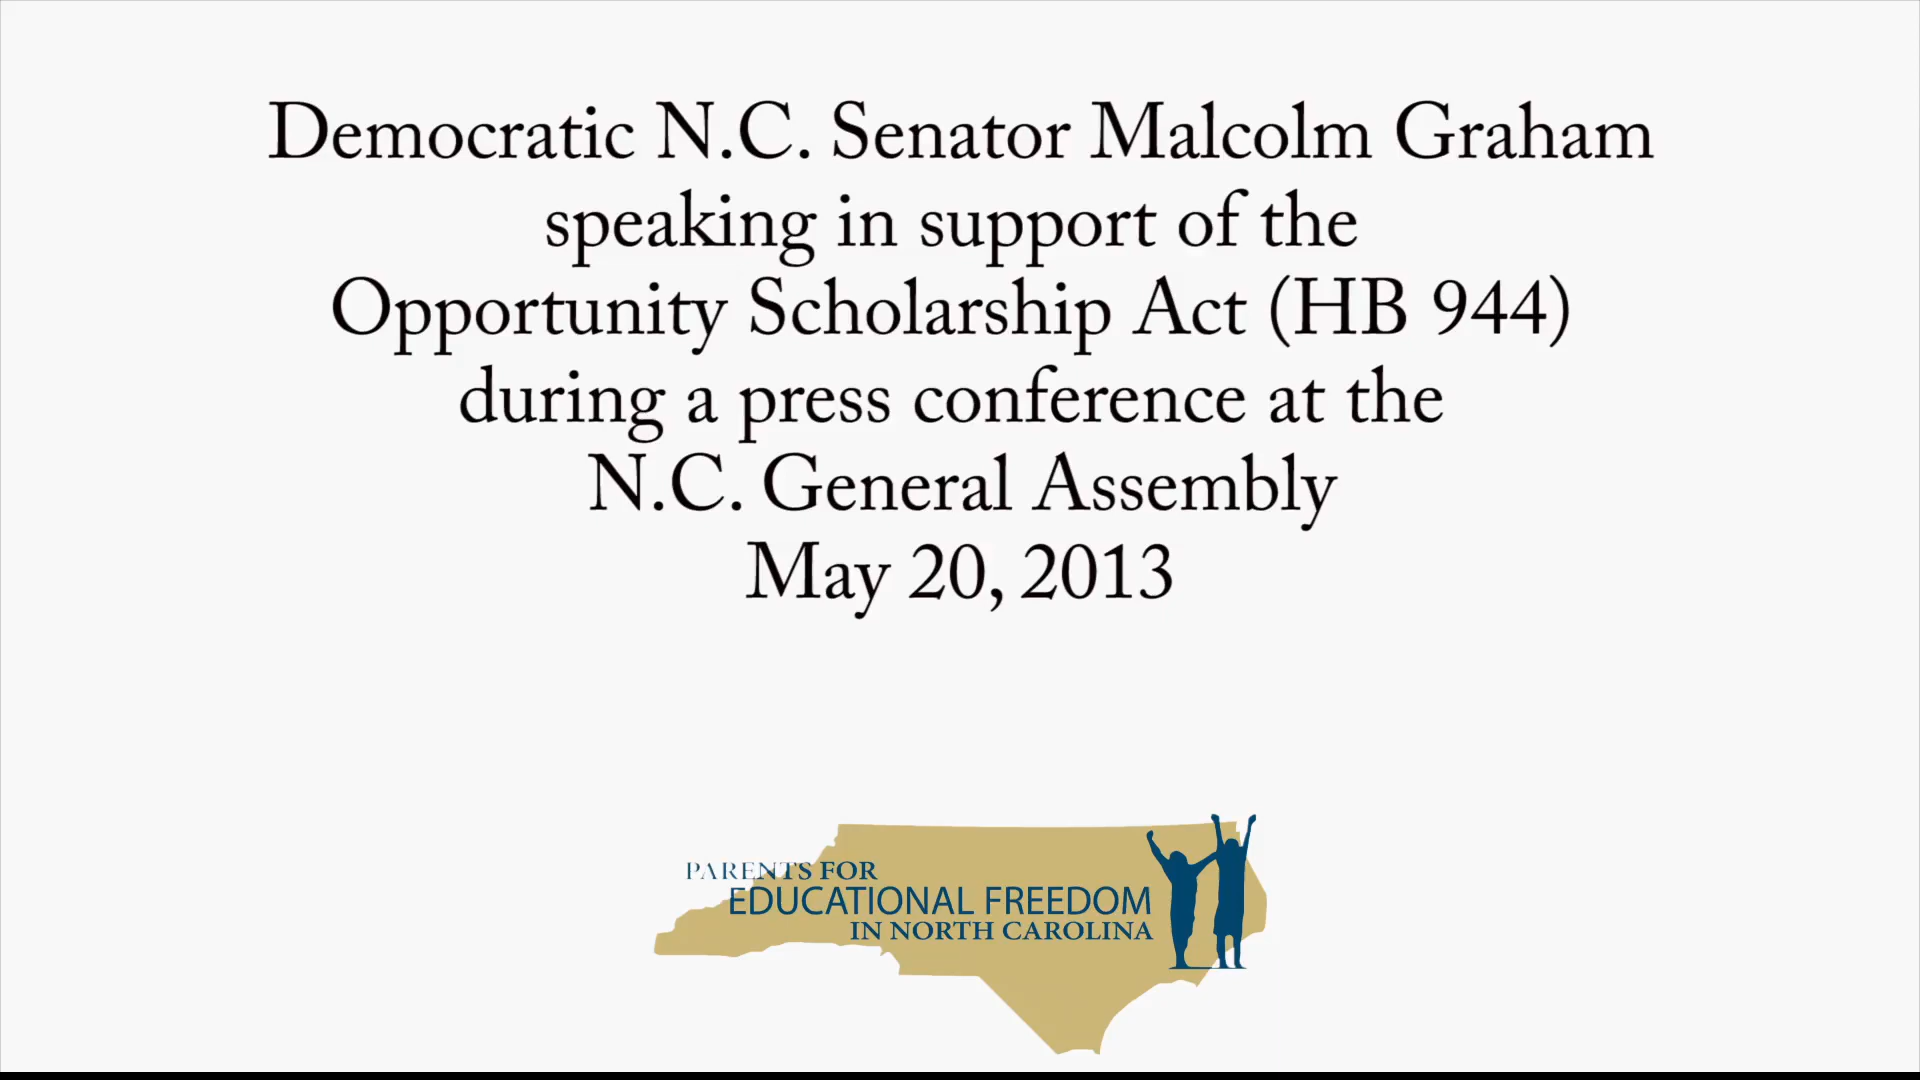 Democratic N.C. Senator Malcolm Graham
speaking in support of the
Opportunity Scholarship Act (HB 944)
during a press conference at the
N.C. General Assembly
May 20, 2013
PARENTS FOR
EDUCATIONAL FREEDOM
IN NORTH CAROLINA